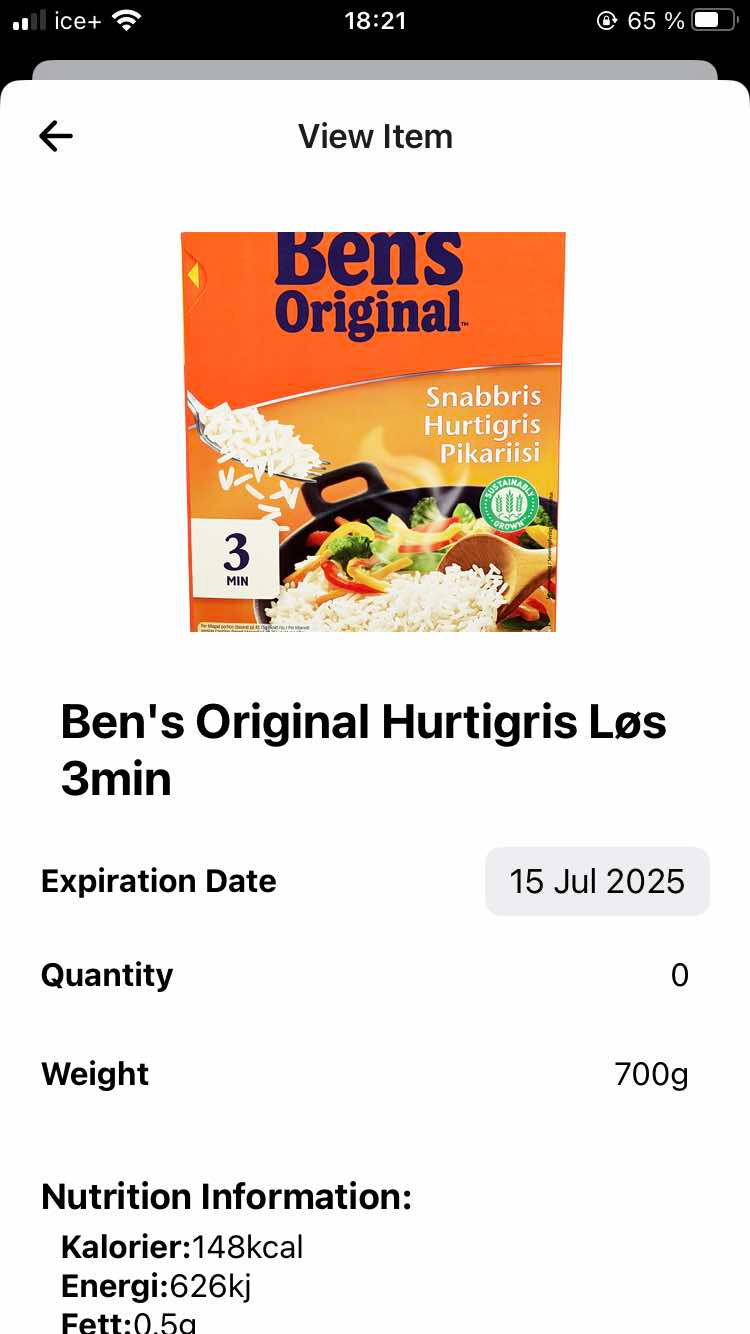 ice+ 18:21 65 %
View Item
Ben's
Original™
Snabbris
Hurtigris
Pikariisi
SUSTAINABLY
GROWN
3
MIN
Ben's Original Hurtigris Løs
3min
Expiration Date 15 Jul 2025
Quantity 0
Weight 700g
Nutrition Information:
Kalorier:148kcal
Energi:626kj
Fett:0.5g